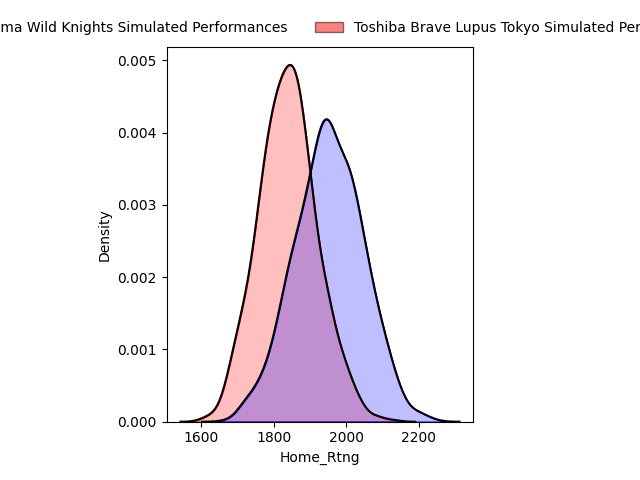 ma Wild Knights Simulated Performances
Toshiba Brave Lupus Tokyo Simulated Per
0.005
0.004
0.003
0.002
0.001
0.000
Density
1600 1800 2000 2200
Home_Rtng